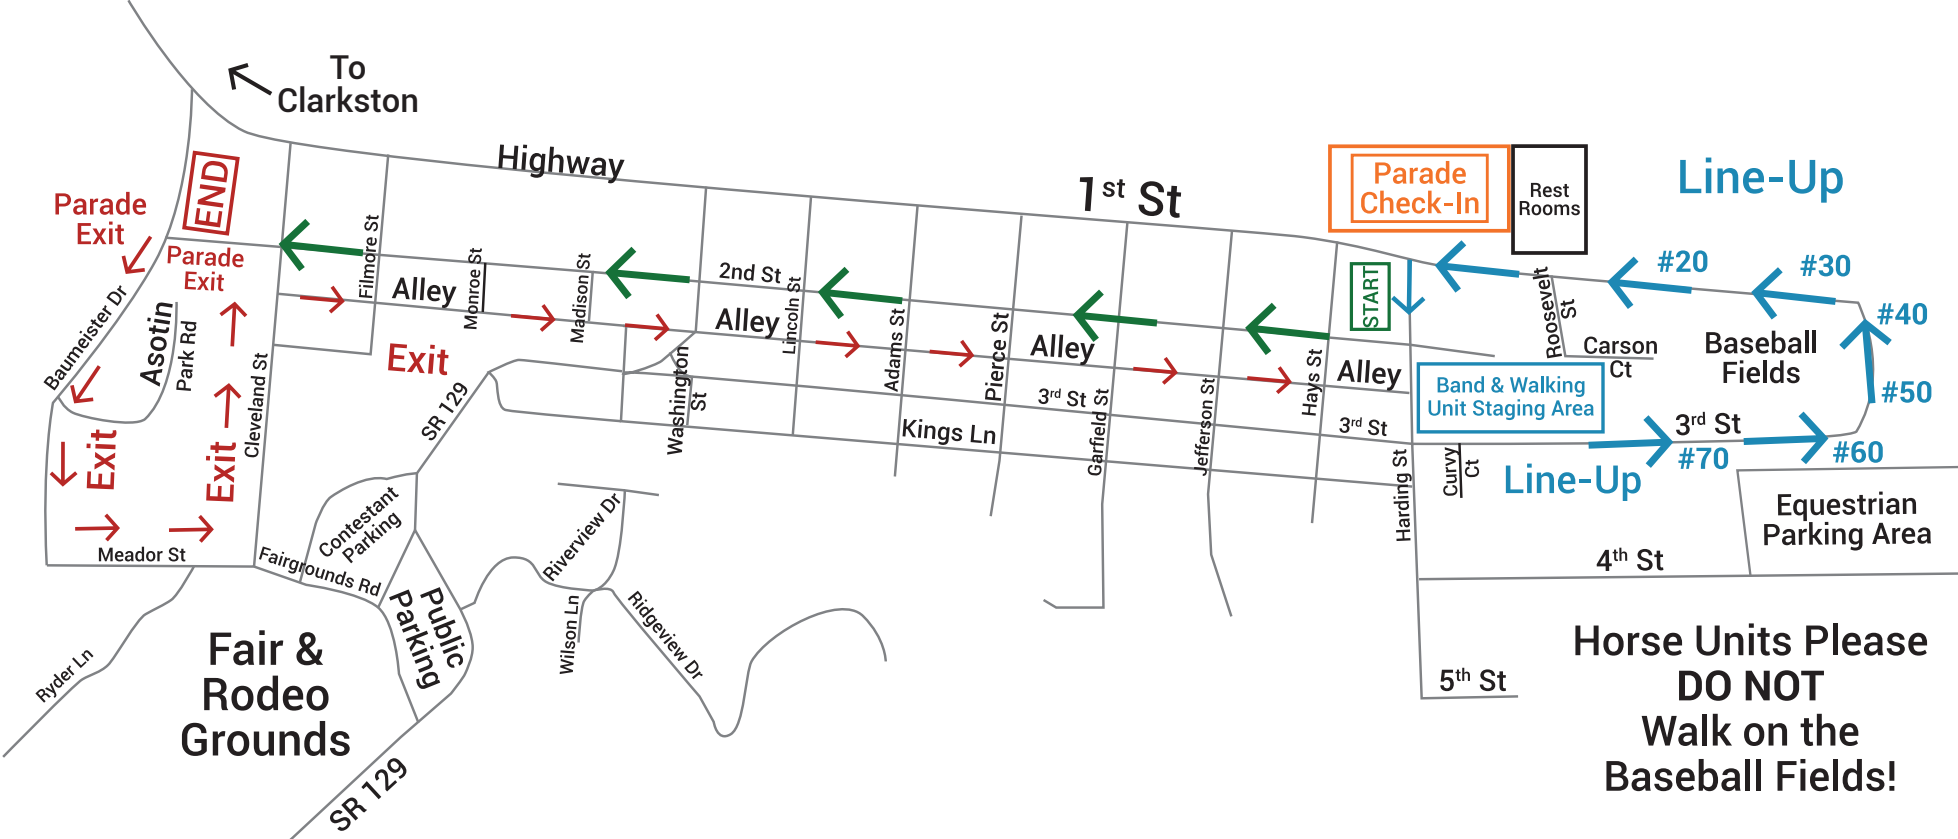 To
Clarkston
Highway
1st St
Parade
Check-In
Rest
Rooms
Line-Up
END
Parade
Exit
Parade
Exit
Baumeister Dr
Asotin
Park Rd
Cleveland St
Filmore St
Alley
Monroe St
Madison St
2nd St
Alley
Lincoln St
Adams St
Pierce St
Alley
Garfield St
Jefferson St
Hays St
Alley
START
#20
#30
#40
#50
#60
#70
Roosevelt
St
Carson
Ct
Baseball
Fields
Band & Walking
Unit Staging Area
3rd St
Line-Up
Exit
SR 129
Washington
St
3rd St
Kings Ln
3rd St
Harding St
Curvy
Ct
Equestrian
Parking Area
4th St
5th St
Exit
Exit
Meador St
Fairgrounds Rd
Contestant
Parking
Public
Parking
Riverview Dr
Wilson Ln
Ridgeview Dr
Ryder Ln
Fair &
Rodeo
Grounds
SR 129
Horse Units Please
DO NOT
Walk on the
Baseball Fields!